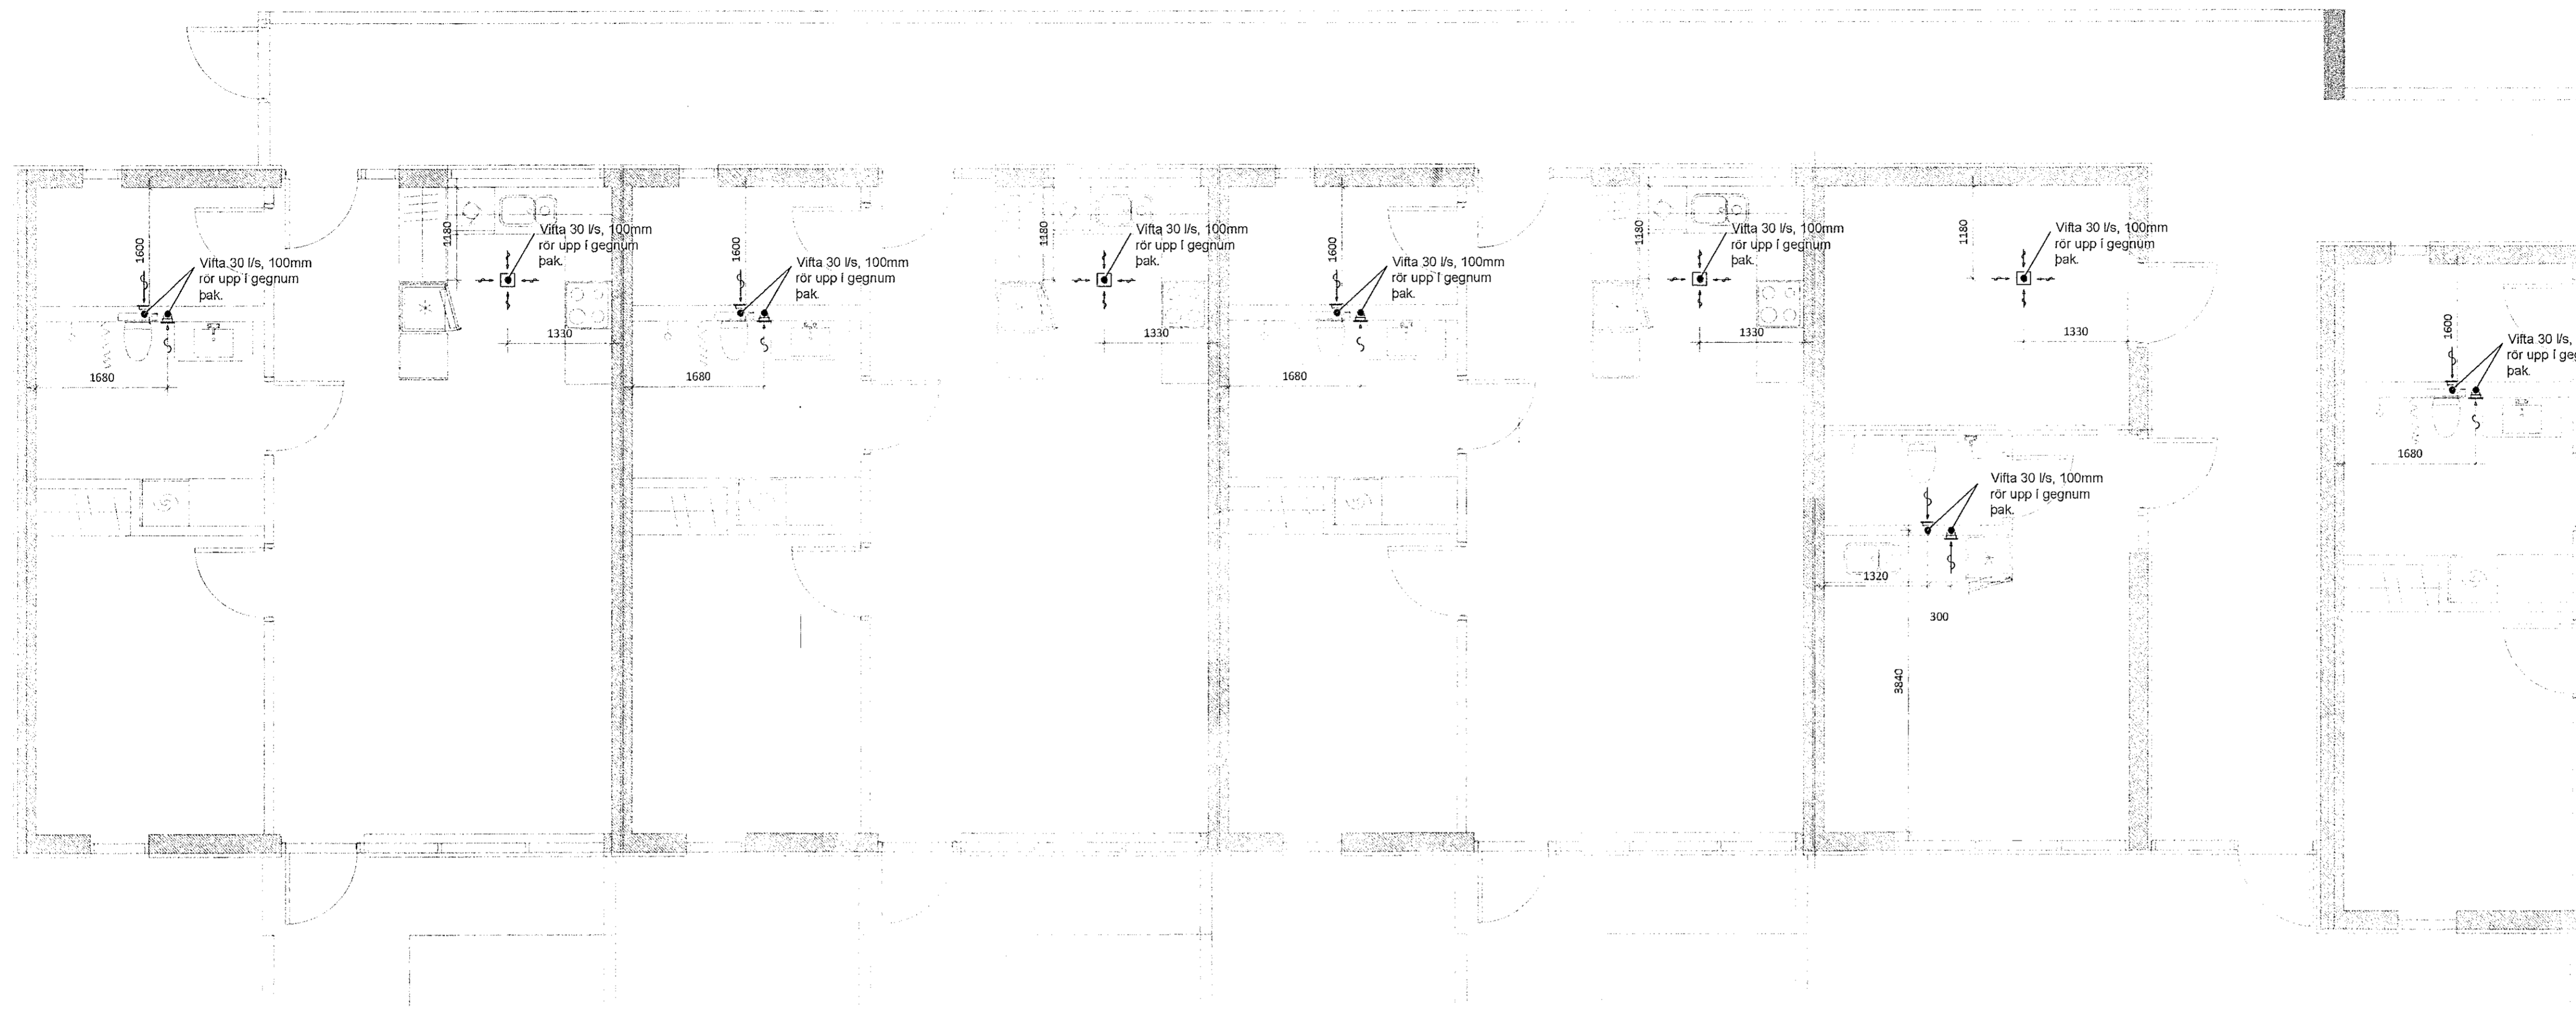 1600
Vifta 30 l/s, 100mm
rör upp í gegnum
þak.
1680
1180
Vifta 30 l/s, 100mm
rör upp í gegnum
þak.
1330
1600
Vifta 30 l/s, 100mm
rör upp í gegnum
þak.
1680
1180
Vifta 30 l/s, 100mm
rör upp í gegnum
þak.
1330
1600
Vifta 30 l/s, 100mm
rör upp í gegnum
þak.
1680
1180
Vifta 30 l/s, 100mm
rör upp í gegnum
þak.
1330
1180
Vifta 30 l/s, 100mm
rör upp í gegnum
þak.
1330
Vifta 30 l/s, 100mm
rör upp í gegnum
þak.
1320
300
3840
1600
Vifta 30 l/s,
rör upp í
þak.
1680